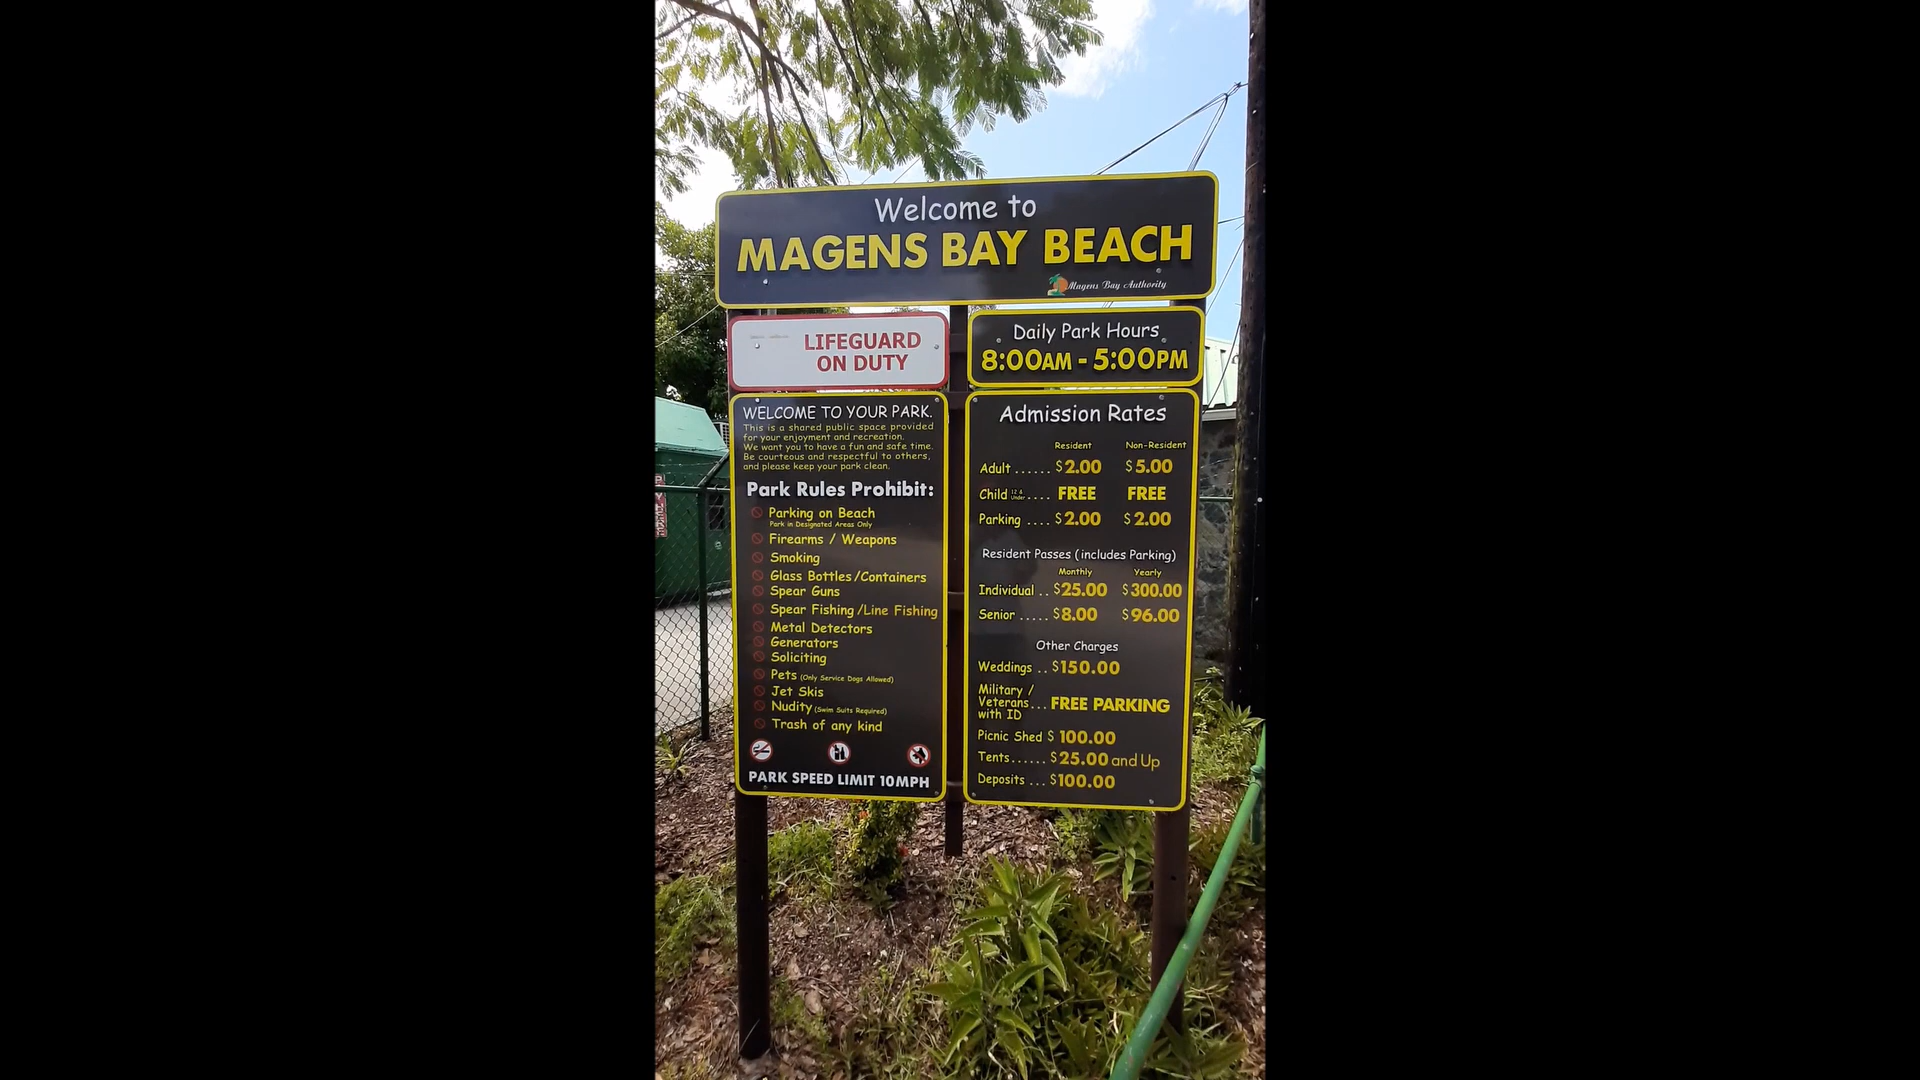 Welcome to
MAGENS BAY BEACH
Magens Bay Authority
LIFEGUARD
ON DUTY
Daily Park Hours
8:00AM - 5:00PM
WELCOME TO YOUR PARK.
This is a shared public space provided
for your enjoyment and recreation.
We want you to have a fun and safe time.
Be courteous and respectful to others,
and please keep your park clean.
Park Rules Prohibit:
Parking on Beach
Park in Designated Areas Only
Firearms / Weapons
Smoking
Glass Bottles/Containers
Spear Guns
Spear Fishing/Line Fishing
Metal Detectors
Generators
Soliciting
Pets (Only Service Dogs Allowed)
Jet Skis
Nudity (Swim Suits Required)
Trash of any kind
PARK SPEED LIMIT 10MPH
Admission Rates
Resident Non-Resident
Adult ...... $2.00 $5.00
Child 12 & Under .... FREE FREE
Parking .... $2.00 $2.00
Resident Passes (includes Parking)
Monthly Yearly
Individual .. $25.00 $300.00
Senior ..... $8.00 $96.00
Other Charges
Weddings .. $150.00
Military /
Veterans... FREE PARKING
with ID
Picnic Shed $ 100.00
Tents...... $25.00 and Up
Deposits ... $100.00